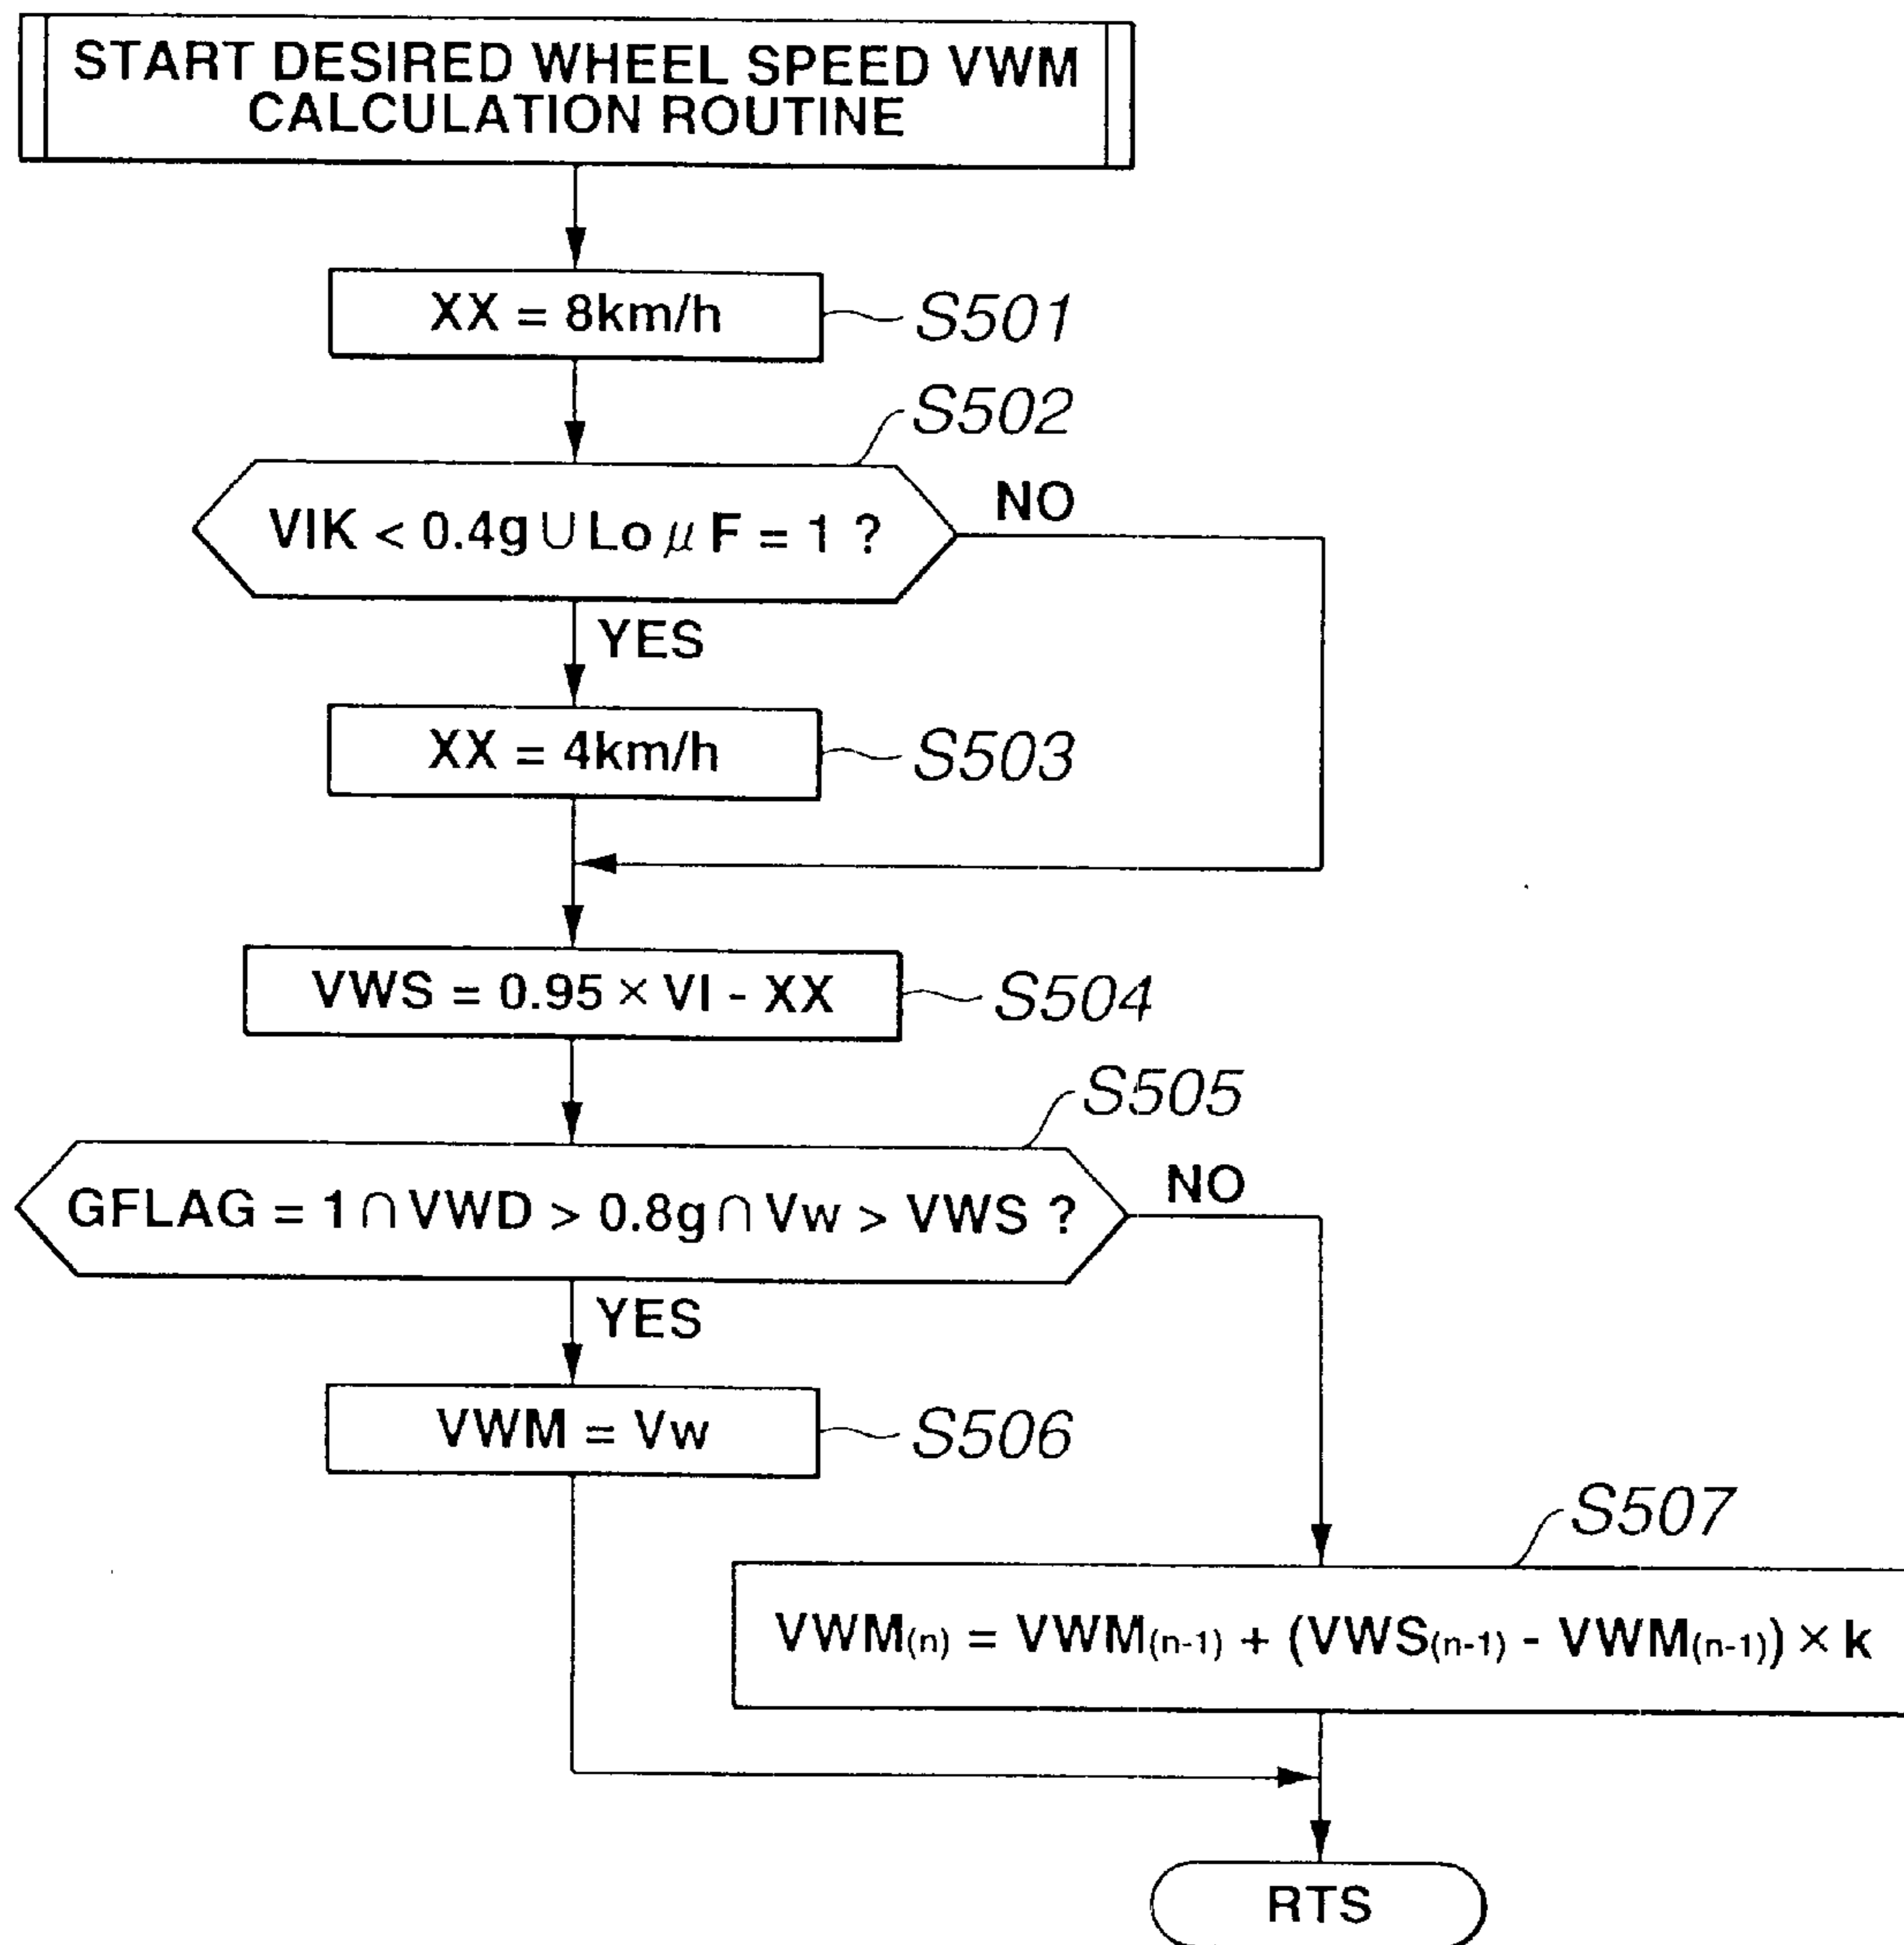 START DESIRED WHEEL SPEED VWM
CALCULATION ROUTINE
XX = 8km/h
S501
S502
VIK < 0.4g ∪ Lo μ F = 1 ?
NO
YES
XX = 4km/h
S503
VWS = 0.95 × VI - XX
S504
S505
GFLAG = 1 ∩ VWD > 0.8g ∩ Vw > VWS ?
NO
YES
VWM = Vw
S506
S507
VWM(n) = VWM(n-1) + (VWS(n-1) - VWM(n-1)) × k
RTS